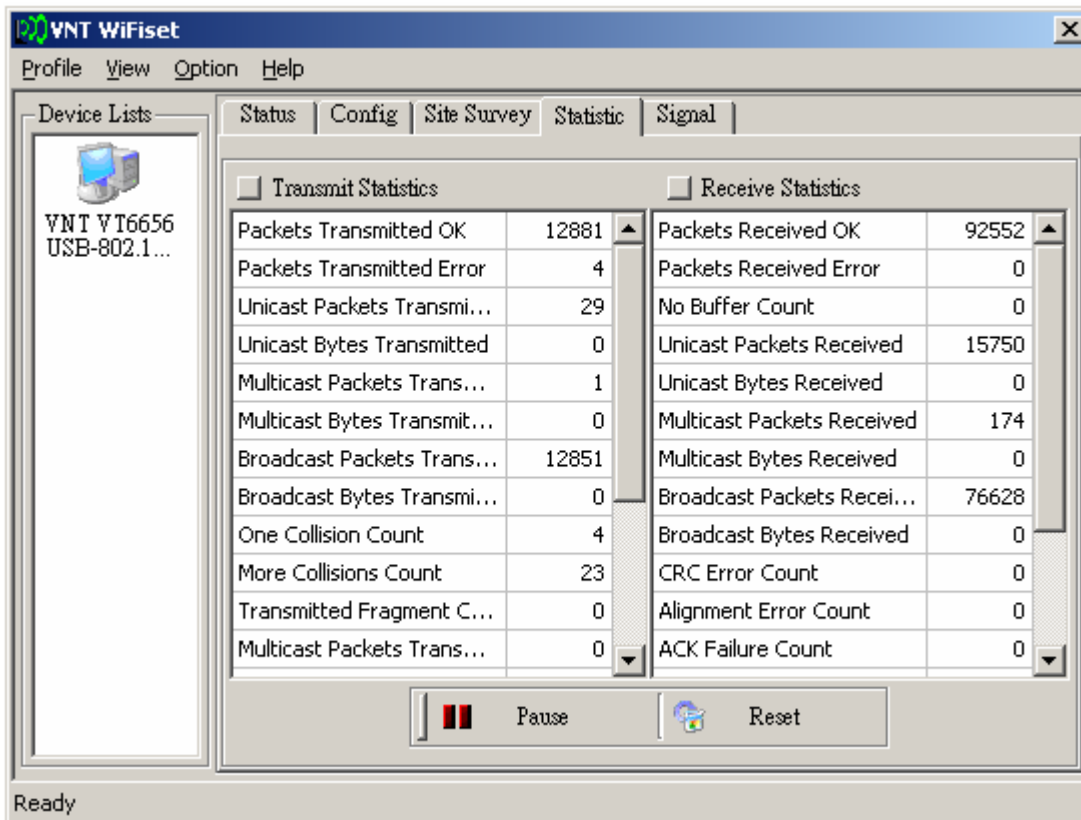 VNT WiFiset
Profile View Option Help
Device Lists
VNT VT6656
USB-802.1...
Status Config Site Survey Statistic Signal
Transmit Statistics
Packets Transmitted OK 12881
Packets Transmitted Error 4
Unicast Packets Transmi... 29
Unicast Bytes Transmitted 0
Multicast Packets Trans... 1
Multicast Bytes Transmit... 0
Broadcast Packets Trans... 12851
Broadcast Bytes Transmi... 0
One Collision Count 4
More Collisions Count 23
Transmitted Fragment C... 0
Multicast Packets Trans... 0
Receive Statistics
Packets Received OK 92552
Packets Received Error 0
No Buffer Count 0
Unicast Packets Received 15750
Unicast Bytes Received 0
Multicast Packets Received 174
Multicast Bytes Received 0
Broadcast Packets Recei... 76628
Broadcast Bytes Received 0
CRC Error Count 0
Alignment Error Count 0
ACK Failure Count 0
Pause Reset
Ready